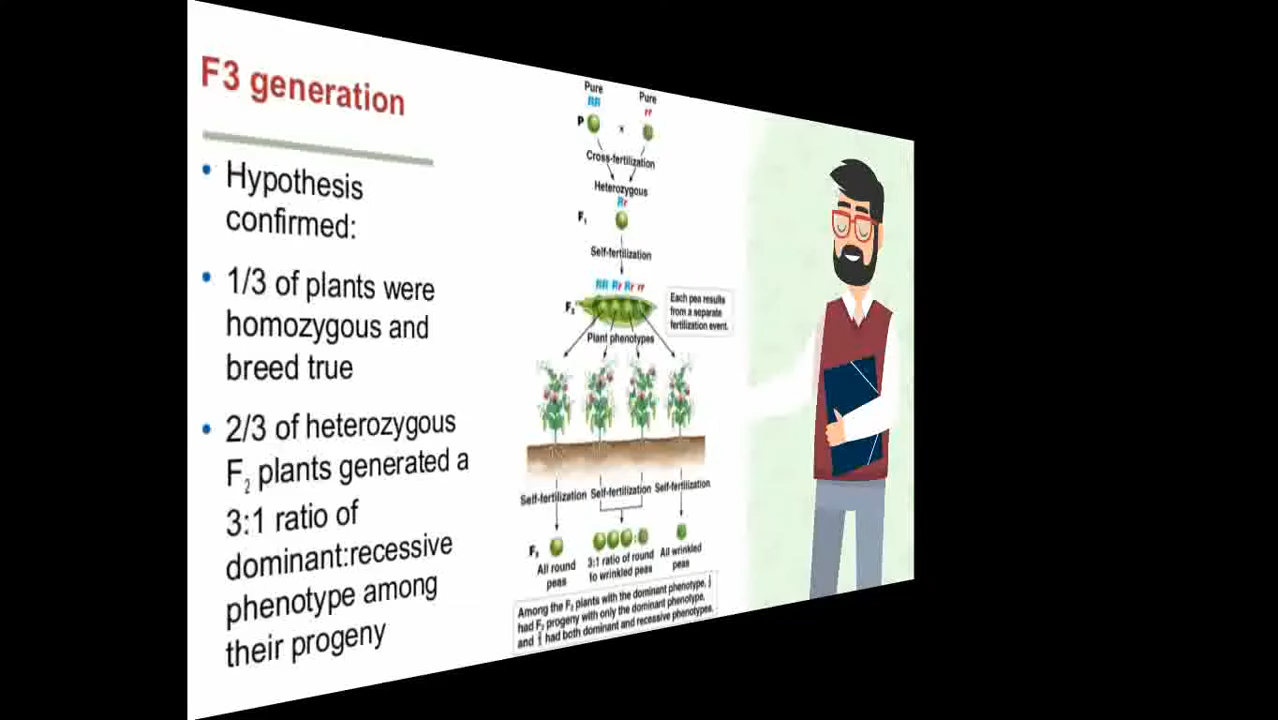 F3 generation
• Hypothesis
confirmed:
• 1/3 of plants were
homozygous and
breed true
• 2/3 of heterozygous
F2 plants generated a
3:1 ratio of
dominant:recessive
phenotype among
their progeny
Pure
RR
Pure
rr
P
x
Cross-fertilization
Heterozygous
Rr
F1
Self-fertilization
RR Rr Rr rr
F2
Each pea results
from a separate
fertilization event.
Plant phenotypes
Self-fertilization Self-fertilization Self-fertilization
F3
All round
peas
3:1 ratio of round
to wrinkled peas
All wrinkled
peas
Among the F2 plants with the dominant phenotype,
had F3 progeny with only the dominant phenotype,
and had both dominant and recessive phenotypes.